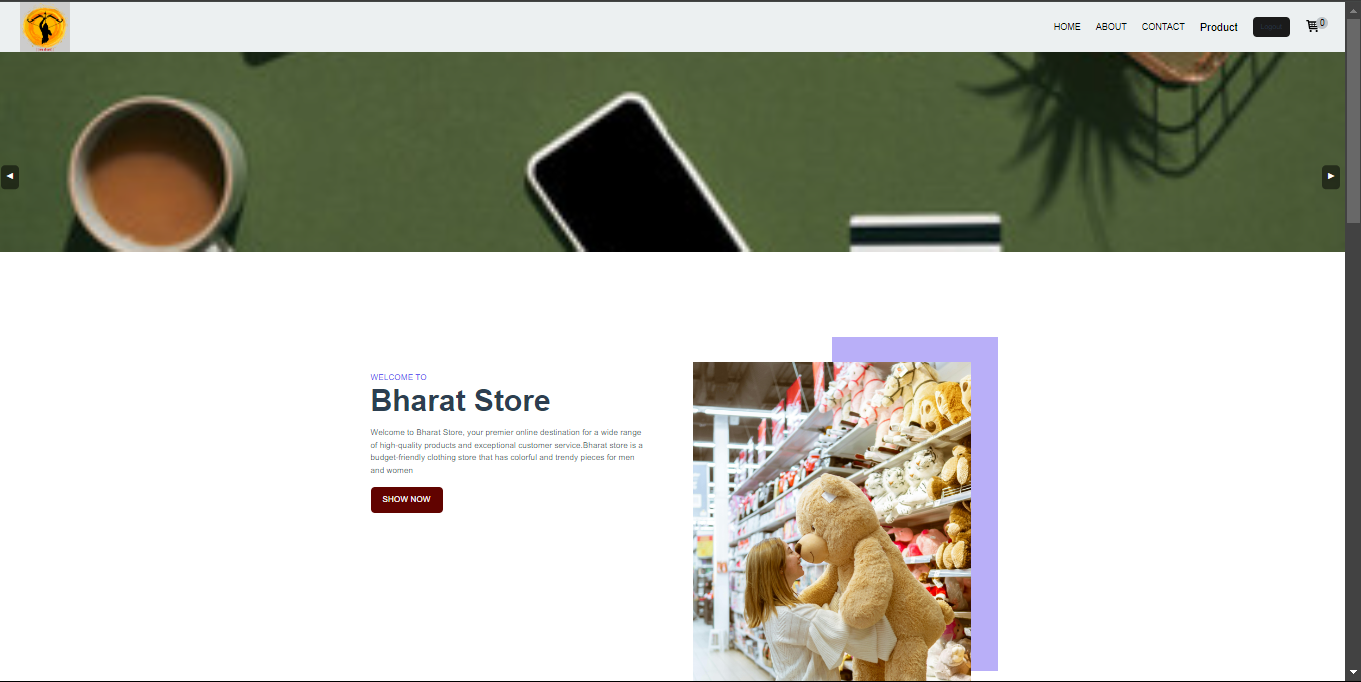 HOME ABOUT CONTACT Product 0
WELCOME TO
Bharat Store
Welcome to Bharat Store, your premier online destination for a wide range
of high-quality products and exceptional customer service.Bharat store is a
budget-friendly clothing store that has colorful and trendy pieces for men
and women
SHOW NOW